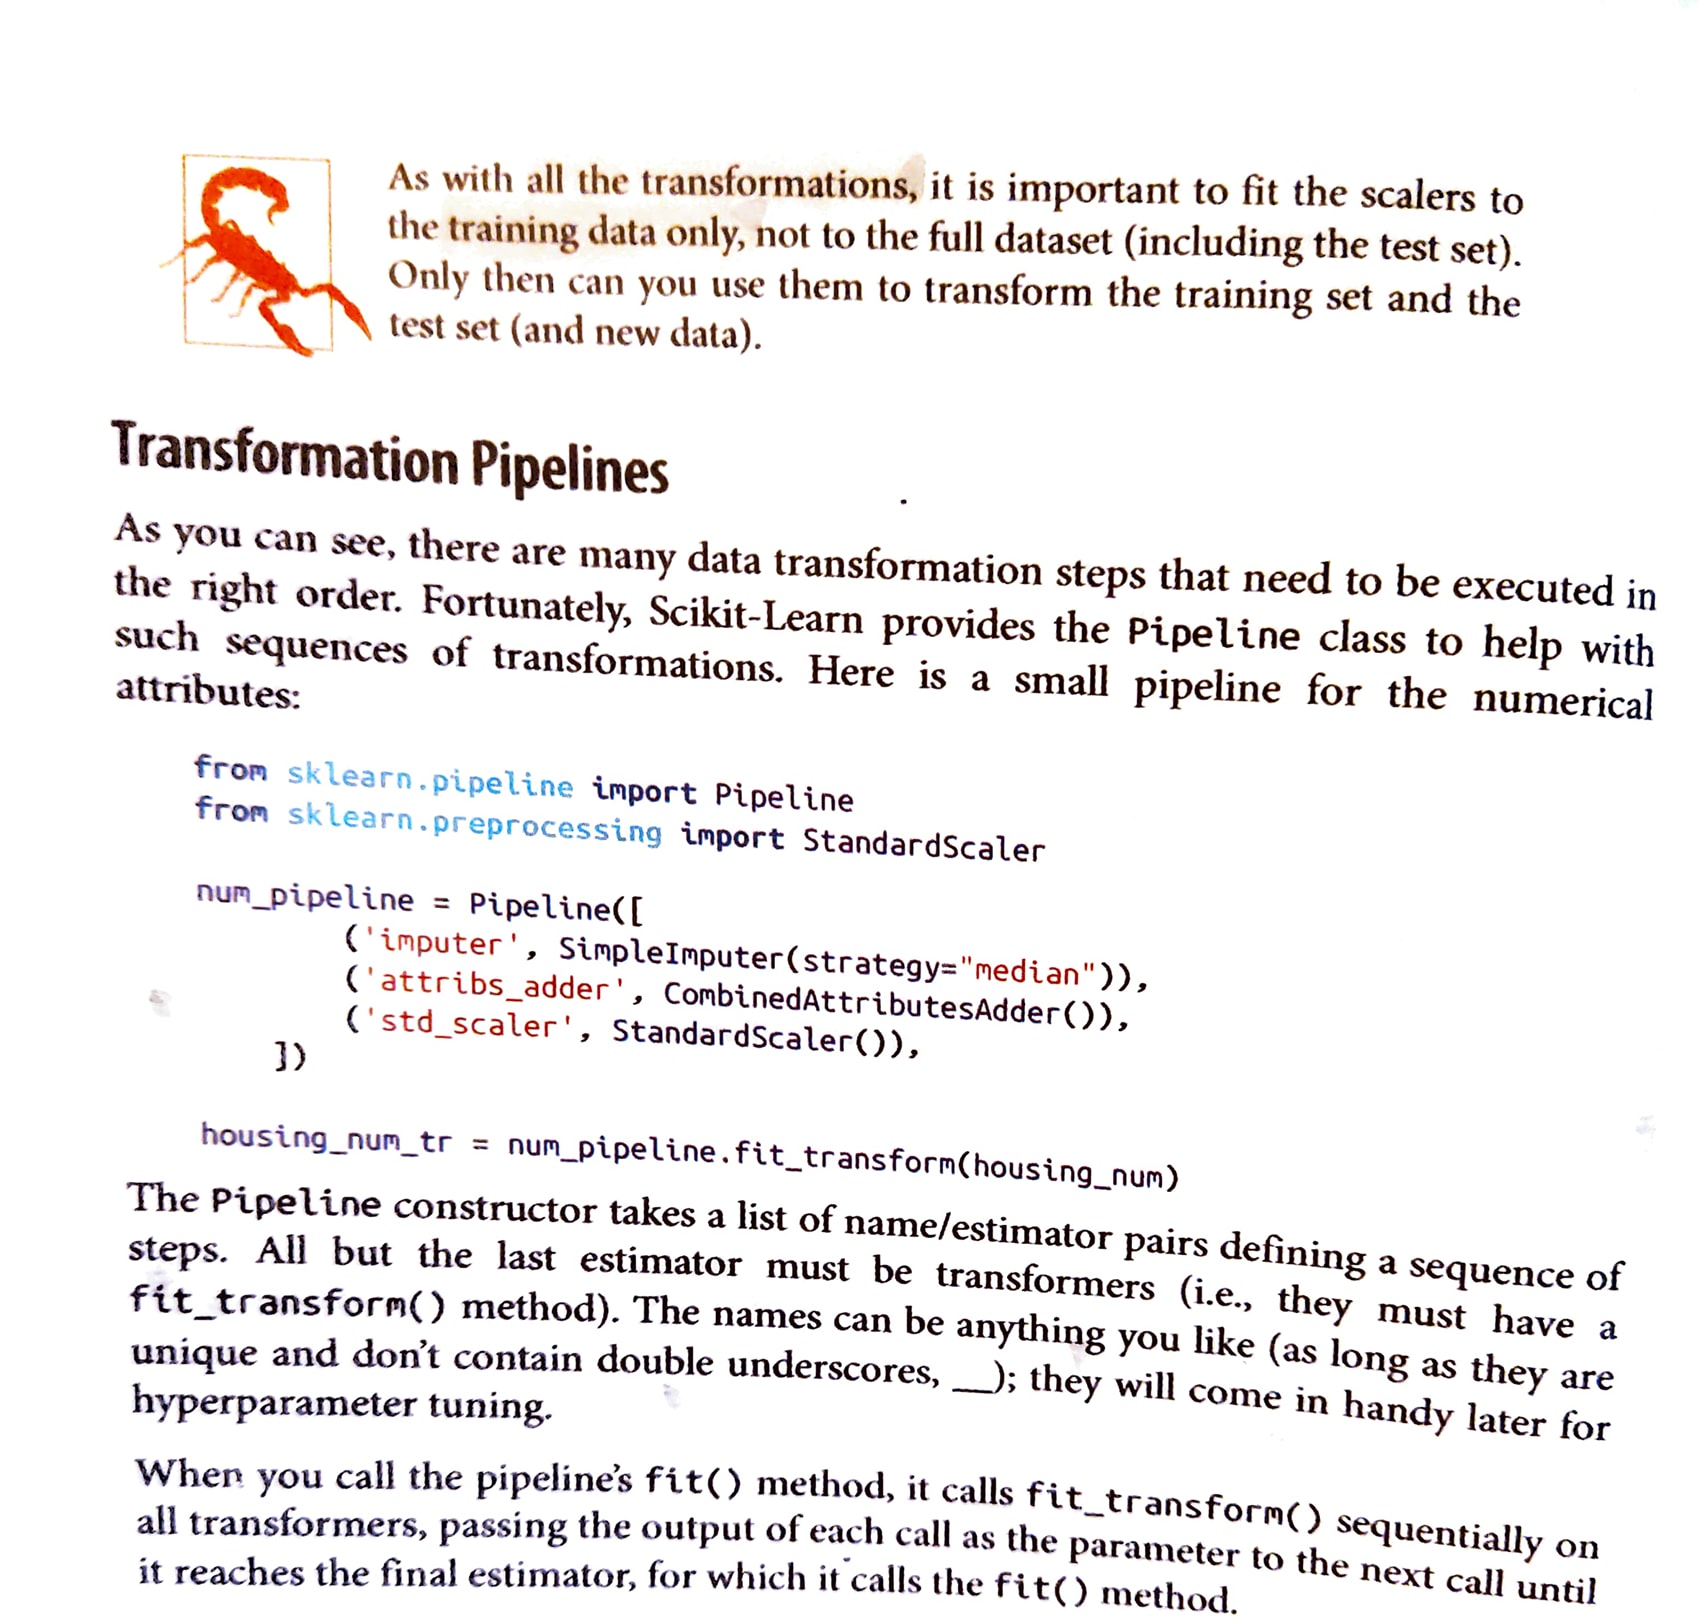 As with all the transformations, it is important to fit the scalers to
the training data only, not to the full dataset (including the test set).
Only then can you use them to transform the training set and the
test set (and new data).
Transformation Pipelines
As you can see, there are many data transformation steps that need to be executed in
the right order. Fortunately, Scikit-Learn provides the Pipeline class to help with
such sequences of transformations. Here is a small pipeline for the numerical
attributes:
from sklearn.pipeline import Pipeline
from sklearn.preprocessing import StandardScaler
num_pipeline = Pipeline([
('imputer', SimpleImputer(strategy="median")),
('attribs_adder', CombinedAttributesAdder()),
('std_scaler', StandardScaler()),
])
housing_num_tr = num_pipeline.fit_transform(housing_num)
The Pipeline constructor takes a list of name/estimator pairs defining a sequence of
steps. All but the last estimator must be transformers (i.e., they must have a
fit_transform() method). The names can be anything you like (as long as they are
unique and don't contain double underscores, __); they will come in handy later for
hyperparameter tuning.
When you call the pipeline's fit() method, it calls fit_transform() sequentially on
all transformers, passing the output of each call as the parameter to the next call until
it reaches the final estimator, for which it calls the fit() method.